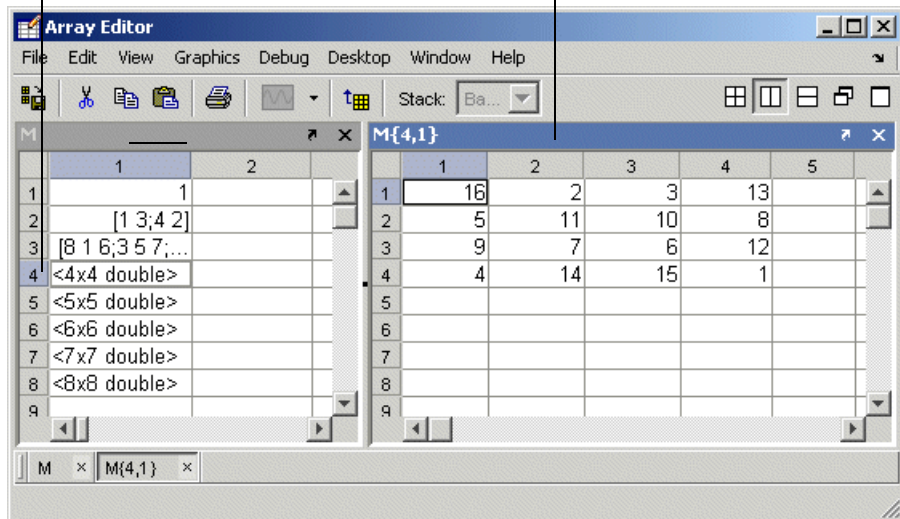 Array Editor
File Edit View Graphics Debug Desktop Window Help
Stack: Ba...
M
M{4,1}
1 2
1 1
2 [1 3;4 2]
3 [8 1 6;3 5 7;...
4 <4x4 double>
5 <5x5 double>
6 <6x6 double>
7 <7x7 double>
8 <8x8 double>
9
1 2 3 4 5
1 16 2 3 13
2 5 11 10 8
3 9 7 6 12
4 4 14 15 1
5
6
7
8
9
M M{4,1}